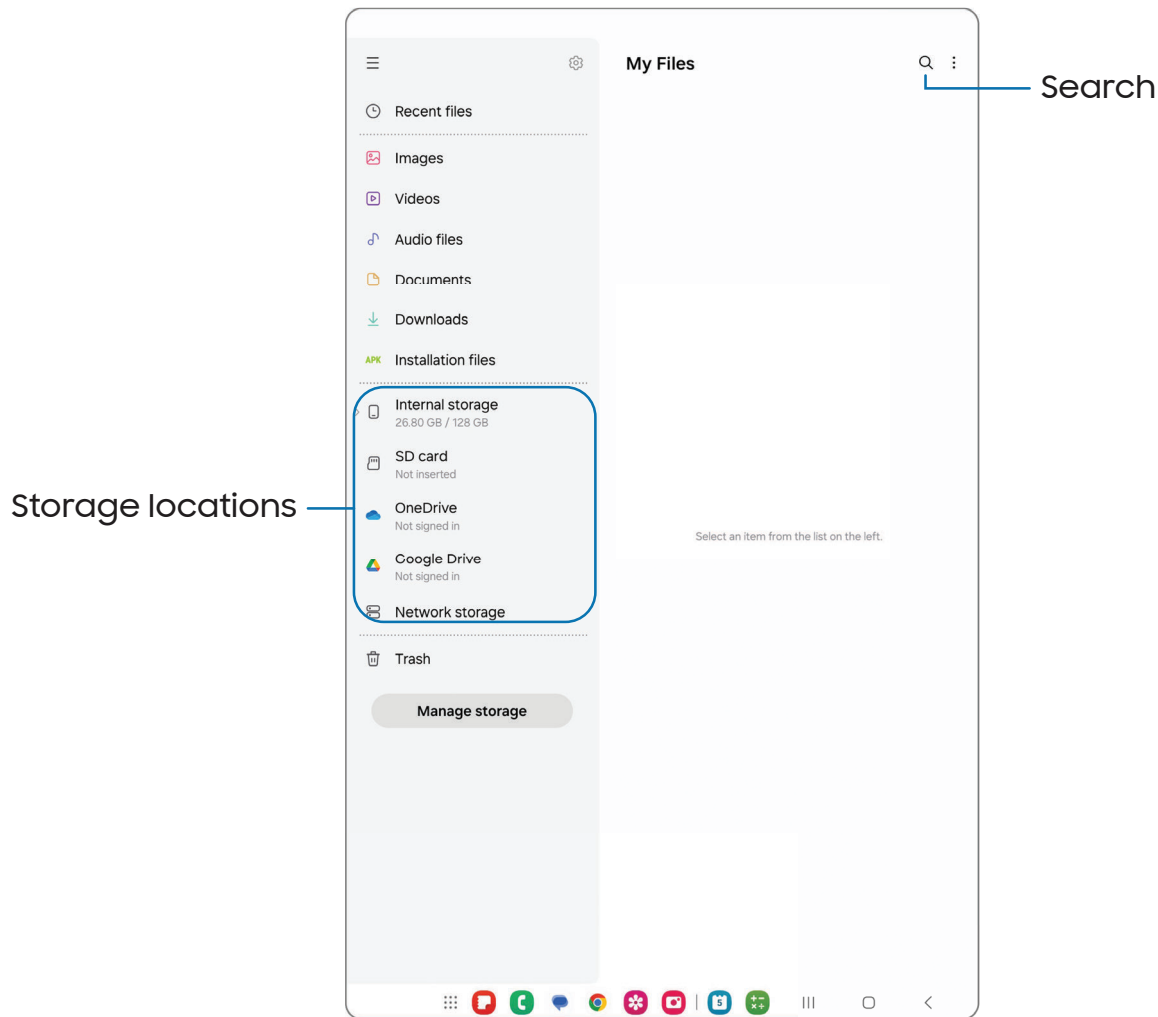 My Files
Search
Recent files
Images
Videos
Audio files
Documents
Downloads
APK Installation files
Internal storage
26.80 GB / 128 GB
SD card
Not inserted
Storage locations
OneDrive
Not signed in
Select an item from the list on the left.
Google Drive
Not signed in
Network storage
Trash
Manage storage
5